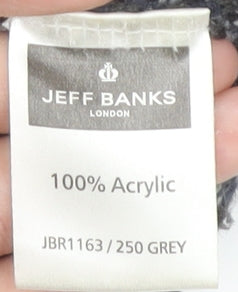 JEFF BANKS
LONDON
100% Acrylic
JBR1163 / 250 GREY